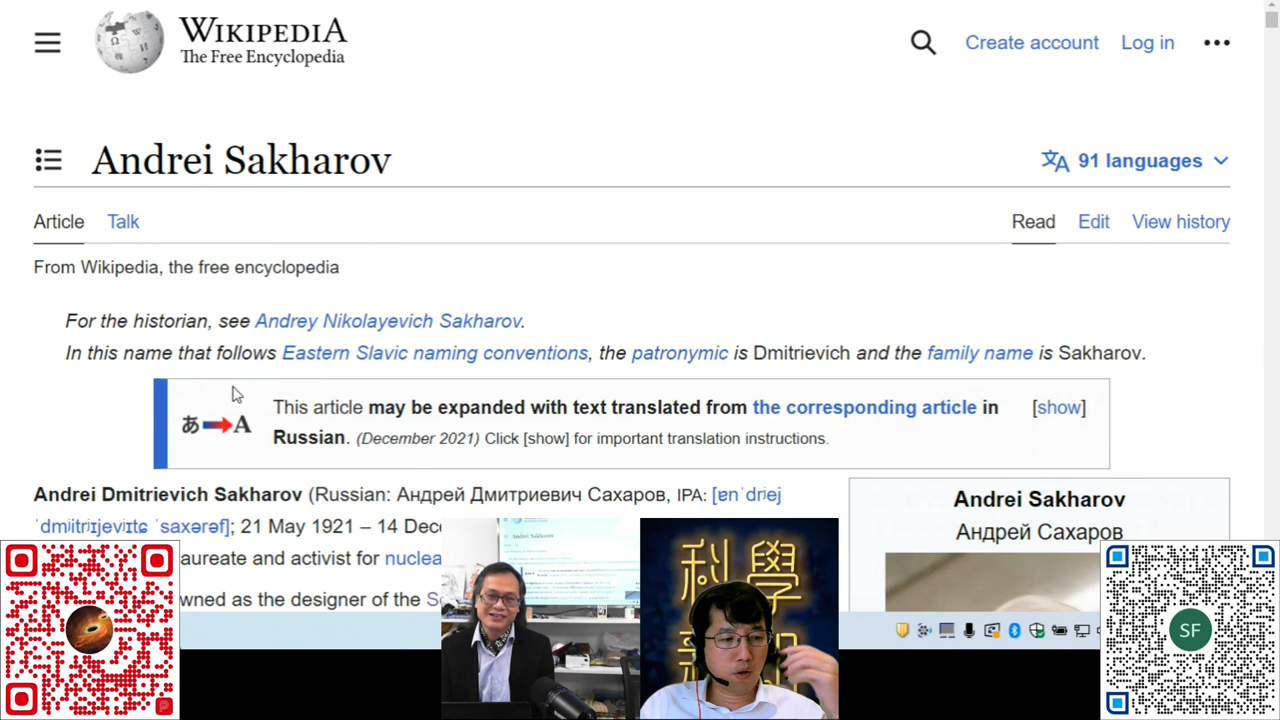 WIKIPEDIA
The Free Encyclopedia
Create account
Log in
Andrei Sakharov
91 languages
Article
Talk
Read
Edit
View history
From Wikipedia, the free encyclopedia
For the historian, see Andrey Nikolayevich Sakharov.
In this name that follows Eastern Slavic naming conventions, the patronymic is Dmitrievich and the family name is Sakharov.
あ A
This article may be expanded with text translated from the corresponding article in
Russian. (December 2021) Click [show] for important translation instructions.
[show]
Andrei Dmitrievich Sakharov (Russian: Андрей Дмитриевич Сахаров, IPA: [ɐnˈdrʲej
ˈdmʲitrʲɪjevʲɪtɕ ˈsaxərəf]; 21 May 1921 – 14 Dec
aureate and activist for nuclea
wned as the designer of the S
Andrei Sakharov
Андрей Сахаров
科學
SF